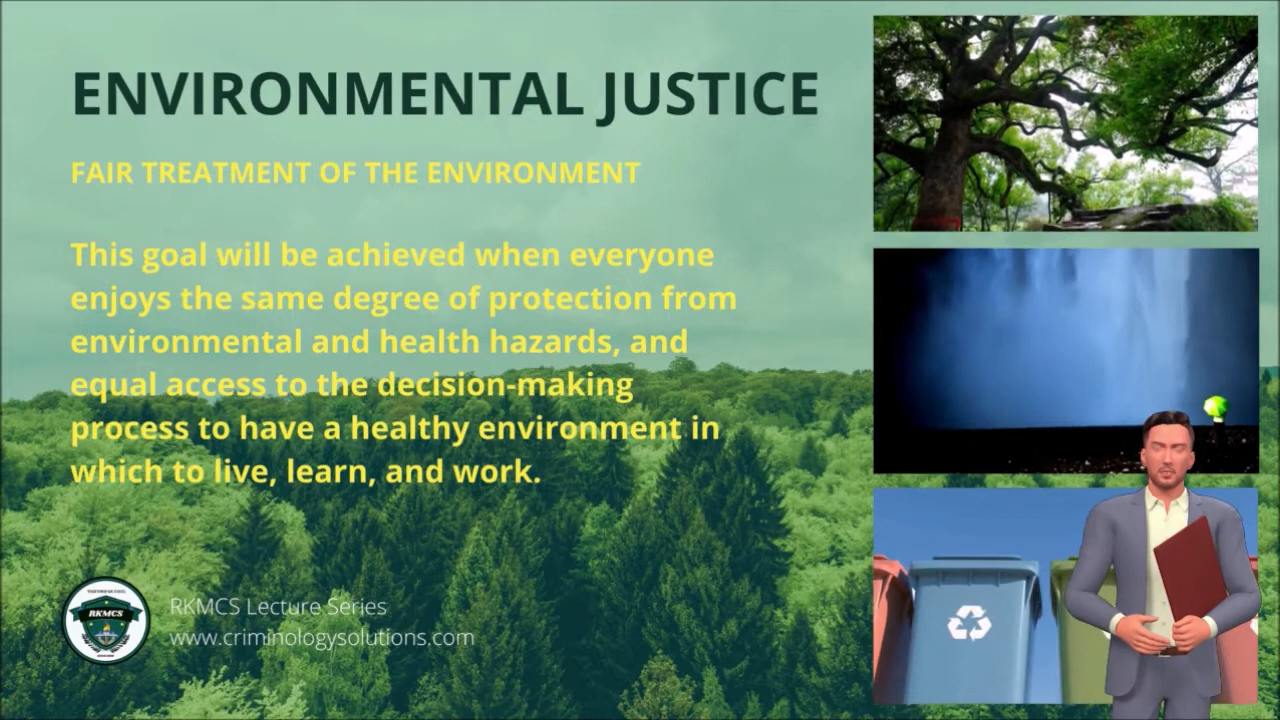 ENVIRONMENTAL JUSTICE
FAIR TREATMENT OF THE ENVIRONMENT
This goal will be achieved when everyone
enjoys the same degree of protection from
environmental and health hazards, and
equal access to the decision-making
process to have a healthy environment in
which to live, learn, and work.
RKMCS
RKMCS Lecture Series
www.criminologysolutions.com